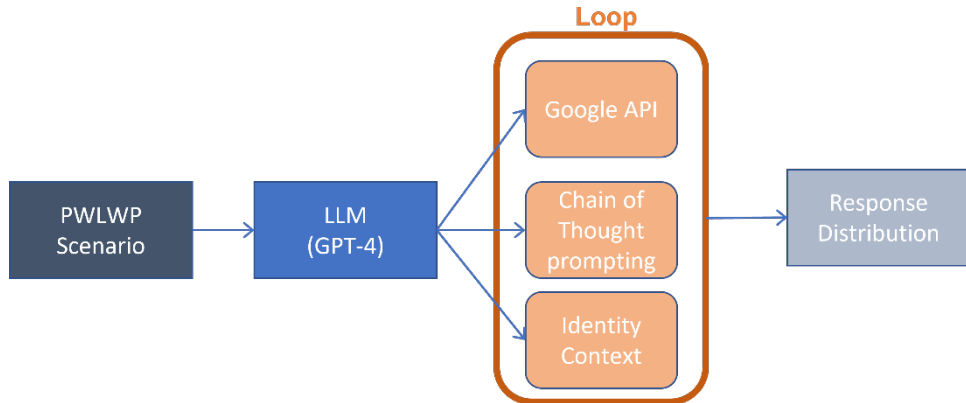 Loop
Google API
PWLWP
Scenario
LLM
(GPT-4)
Chain of
Thought
prompting
Response
Distribution
Identity
Context